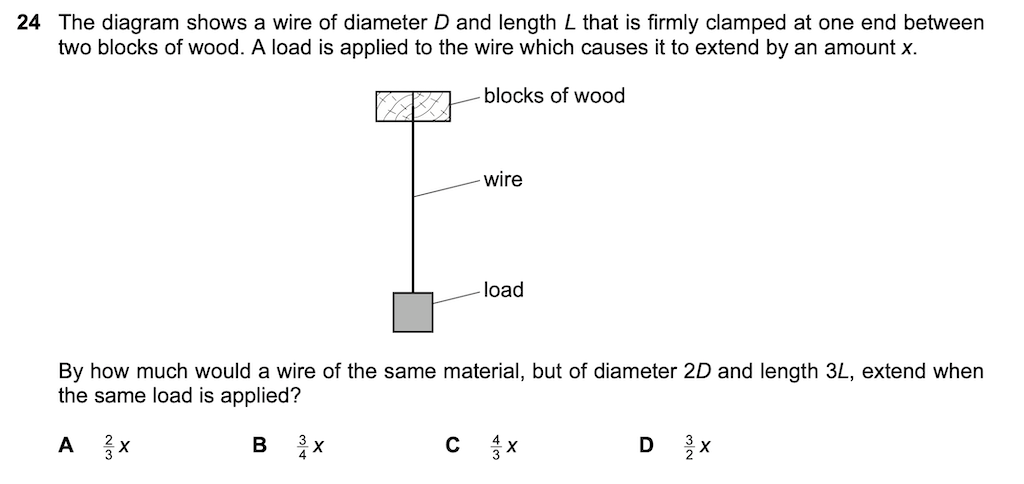 24 The diagram shows a wire of diameter D and length L that is firmly clamped at one end between
two blocks of wood. A load is applied to the wire which causes it to extend by an amount x.
blocks of wood
wire
load
By how much would a wire of the same material, but of diameter 2D and length 3L, extend when
the same load is applied?
A 2/3 x B 3/4 x C 4/3 x D 3/2 x